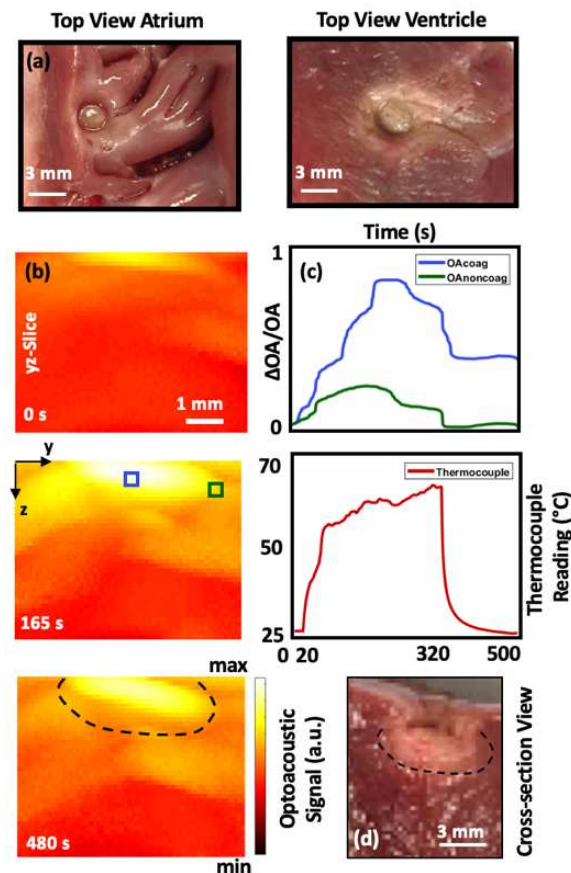 Top View Atrium
Top View Ventricle
(a)
3 mm
3 mm
(b)
yz-Slice
0 s
1 mm
Time (s)
(c)
OAcoag
OAnoncoag
1
ΔOA/OA
0
y
z
165 s
70
50
25
Thermocouple
Thermocouple
Reading (°C)
0 20 320 500
max
Optoacoustic
Signal (a.u.)
min
480 s
(d)
3 mm
Cross-section View